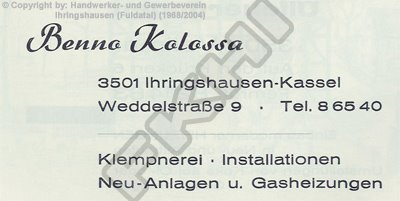 © Copyright by: Handwerker- und Gewerbeverein
Ihringshausen (Fuldatal) (1968/2004)
Benno Kolossa
3501 Ihringshausen-Kassel
Weddelstraße 9 · Tel. 8 65 40
Klempnerei · Installationen
Neu-Anlagen u. Gasheizungen
FKHI